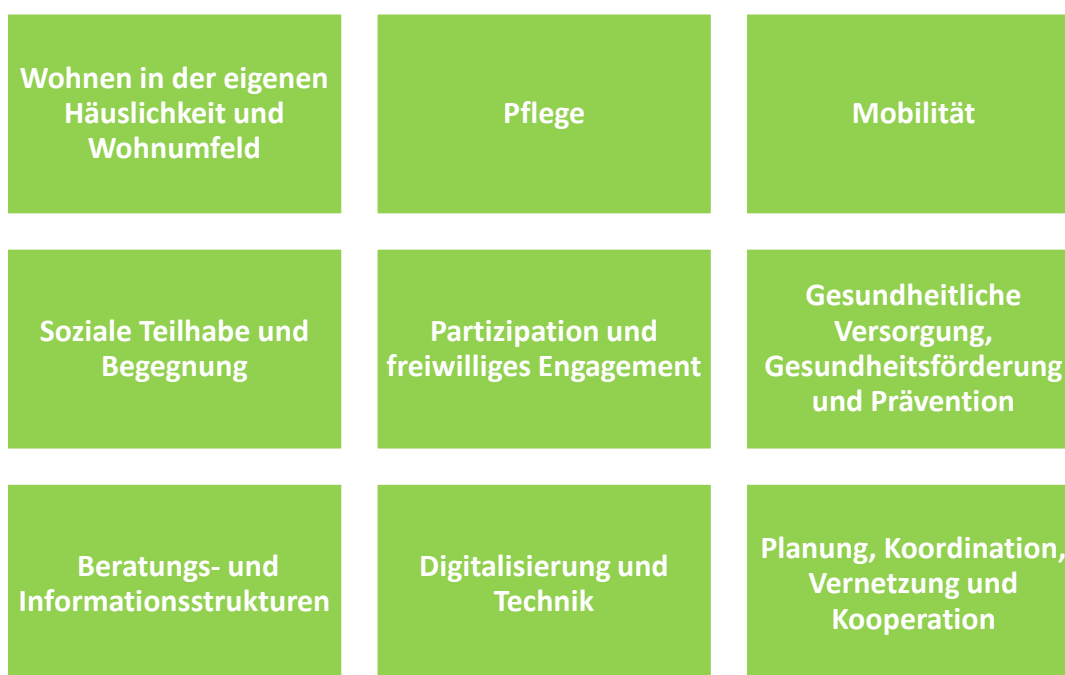 Wohnen in der eigenen
Häuslichkeit und
Wohnumfeld
Pflege
Mobilität
Soziale Teilhabe und
Begegnung
Partizipation und
freiwilliges Engagement
Gesundheitliche
Versorgung,
Gesundheitsförderung
und Prävention
Beratungs- und
Informationsstrukturen
Digitalisierung und
Technik
Planung, Koordination,
Vernetzung und
Kooperation